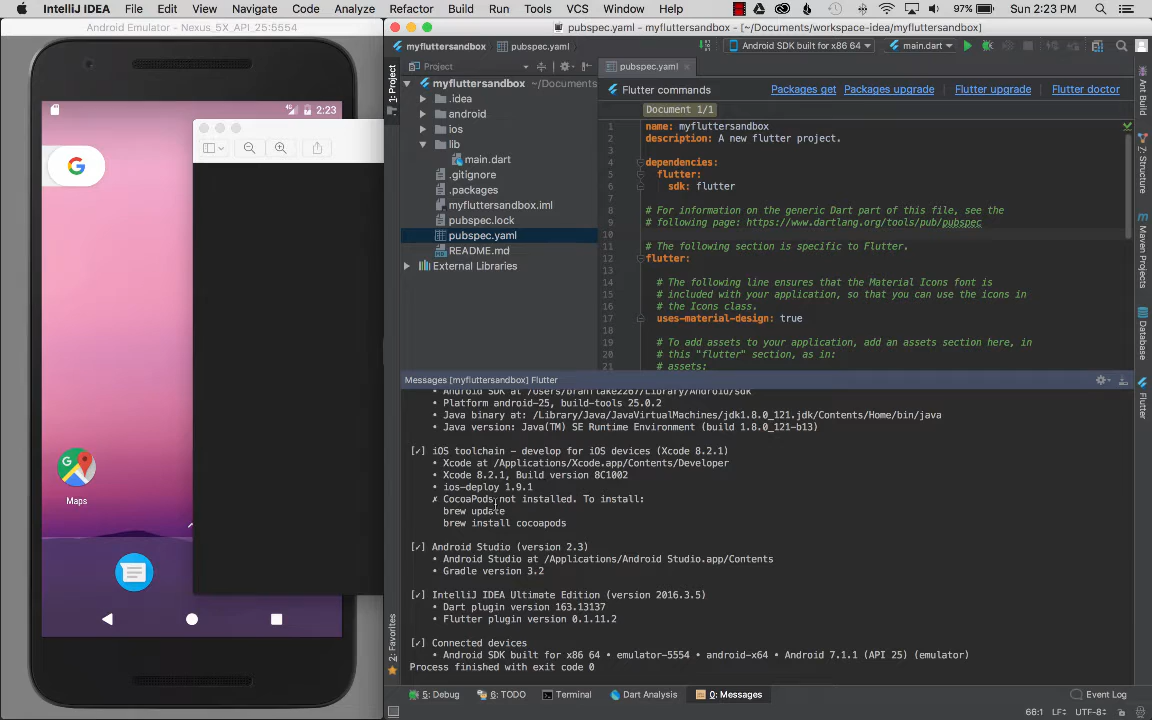 IntelliJ IDEA File Edit View Navigate Code Analyze Refactor Build Run Tools VCS Window Help 97% Sun 2:23 PM
Android Emulator - Nexus_5X_API_25:5554
pubspec.yaml - myfluttersandbox - [~/Documents/workspace-idea/myfluttersandbox]
myfluttersandbox pubspec.yaml Android SDK built for x86 64 main.dart
1: Project
Project
pubspec.yaml
myfluttersandbox ~/Documents
.idea
android
ios
lib
main.dart
.gitignore
.packages
myfluttersandbox.iml
pubspec.lock
pubspec.yaml
README.md
External Libraries
Flutter commands Packages get Packages upgrade Flutter upgrade Flutter doctor
Document 1/1
1 name: myfluttersandbox
2 description: A new flutter project.
3
4 dependencies:
5 flutter:
6 sdk: flutter
7
8 # For information on the generic Dart part of this file, see the
9 # following page: https://www.dartlang.org/tools/pub/pubspec
10
11 # The following section is specific to Flutter.
12 flutter:
13
14 # The following line ensures that the Material Icons font is
15 # included with your application, so that you can use the icons in
16 # the Icons class.
17 uses-material-design: true
18
19 # To add assets to your application, add an assets section here, in
20 # this "flutter" section, as in:
21 # assets:
Ant Build
7: Structure
Maven Projects
Database
Flutter
2:23
G
Maps
Messages [myfluttersandbox] Flutter
• Android SDK at /Users/branflake2267/Library/Android/sdk
• Platform android-25, build-tools 25.0.2
• Java binary at: /Library/Java/JavaVirtualMachines/jdk1.8.0_121.jdk/Contents/Home/bin/java
• Java version: Java(TM) SE Runtime Environment (build 1.8.0_121-b13)
[✓] iOS toolchain - develop for iOS devices (Xcode 8.2.1)
• Xcode at /Applications/Xcode.app/Contents/Developer
• Xcode 8.2.1, Build version 8C1002
• ios-deploy 1.9.1
✗ CocoaPods not installed. To install:
brew update
brew install cocoapods
[✓] Android Studio (version 2.3)
• Android Studio at /Applications/Android Studio.app/Contents
• Gradle version 3.2
[✓] IntelliJ IDEA Ultimate Edition (version 2016.3.5)
• Dart plugin version 163.13137
• Flutter plugin version 0.1.11.2
[✓] Connected devices
• Android SDK built for x86 64 • emulator-5554 • android-x64 • Android 7.1.1 (API 25) (emulator)
Process finished with exit code 0
2: Favorites
5: Debug 6: TODO Terminal Dart Analysis 0: Messages Event Log
66:1 LF÷ UTF-8÷